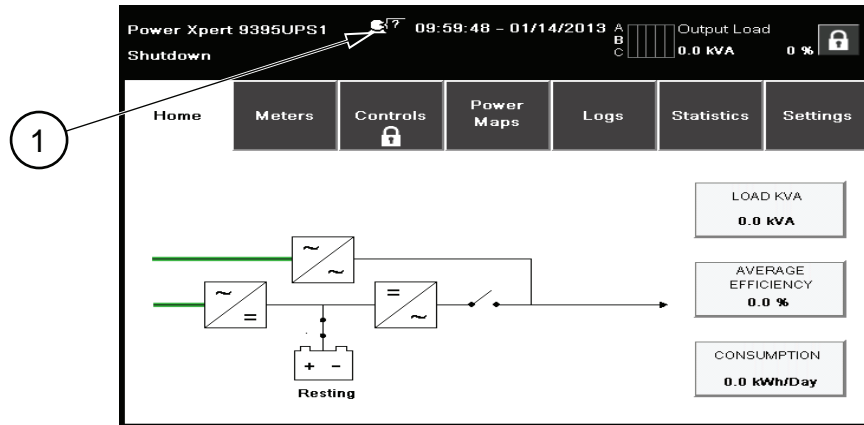 Power Xpert 9395UPS1
?
09:59:48 - 01/14/2013
A
B
C
Output Load
0.0 kVA
0 %
Shutdown
1
Home
Meters
Controls
Power
Maps
Logs
Statistics
Settings
LOAD KVA
0.0 kVA
AVERAGE
EFFICIENCY
0.0 %
CONSUMPTION
0.0 kWh/Day
~
~
~
=
=
~
+ -
Resting